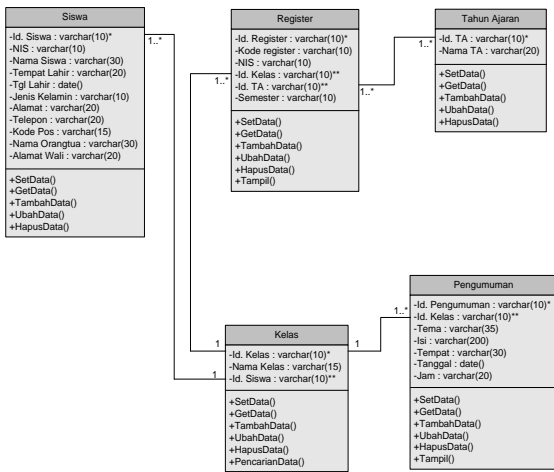 Siswa
-Id. Siswa : varchar(10)*
-NIS : varchar(10)
-Nama Siswa : varchar(30)
-Tempat Lahir : varchar(20)
-Tgl Lahir : date()
-Jenis Kelamin : varchar(10)
-Alamat : varchar(20)
-Telepon : varchar(20)
-Kode Pos : varchar(15)
-Nama Orangtua : varchar(30)
-Alamat Wali : varchar(20)
+SetData()
+GetData()
+TambahData()
+UbahData()
+HapusData()
1..*
Register
-Id. Register : varchar(10)*
-Kode register : varchar(10)
-NIS : varchar(10)
-Id. Kelas : varchar(10)**
-Id. TA : varchar(10)**
-Semester : varchar(10)
+SetData()
+GetData()
+TambahData()
+UbahData()
+HapusData()
+Tampil()
1..*
1..*
1..*
Tahun Ajaran
-Id. TA : varchar(10)*
-Nama TA : varchar(20)
+SetData()
+GetData()
+TambahData()
+UbahData()
+HapusData()
1
1
1
Kelas
-Id. Kelas : varchar(10)*
-Nama Kelas : varchar(15)
-Id. Siswa : varchar(10)**
+SetData()
+GetData()
+TambahData()
+UbahData()
+HapusData()
+PencarianData()
1..*
Pengumuman
-Id. Pengumuman : varchar(10)*
-Id. Kelas : varchar(10)**
-Tema : varchar(35)
-Isi : varchar(200)
-Tempat : varchar(30)
-Tanggal : date()
-Jam : varchar(20)
+SetData()
+GetData()
+TambahData()
+UbahData()
+HapusData()
+Tampil()